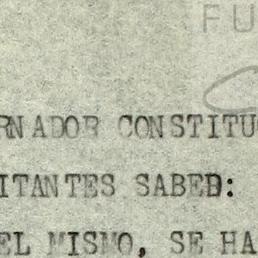 FU
RNADOR CONSTITU
ITANTES SABED:
EL MISMO, SE HA